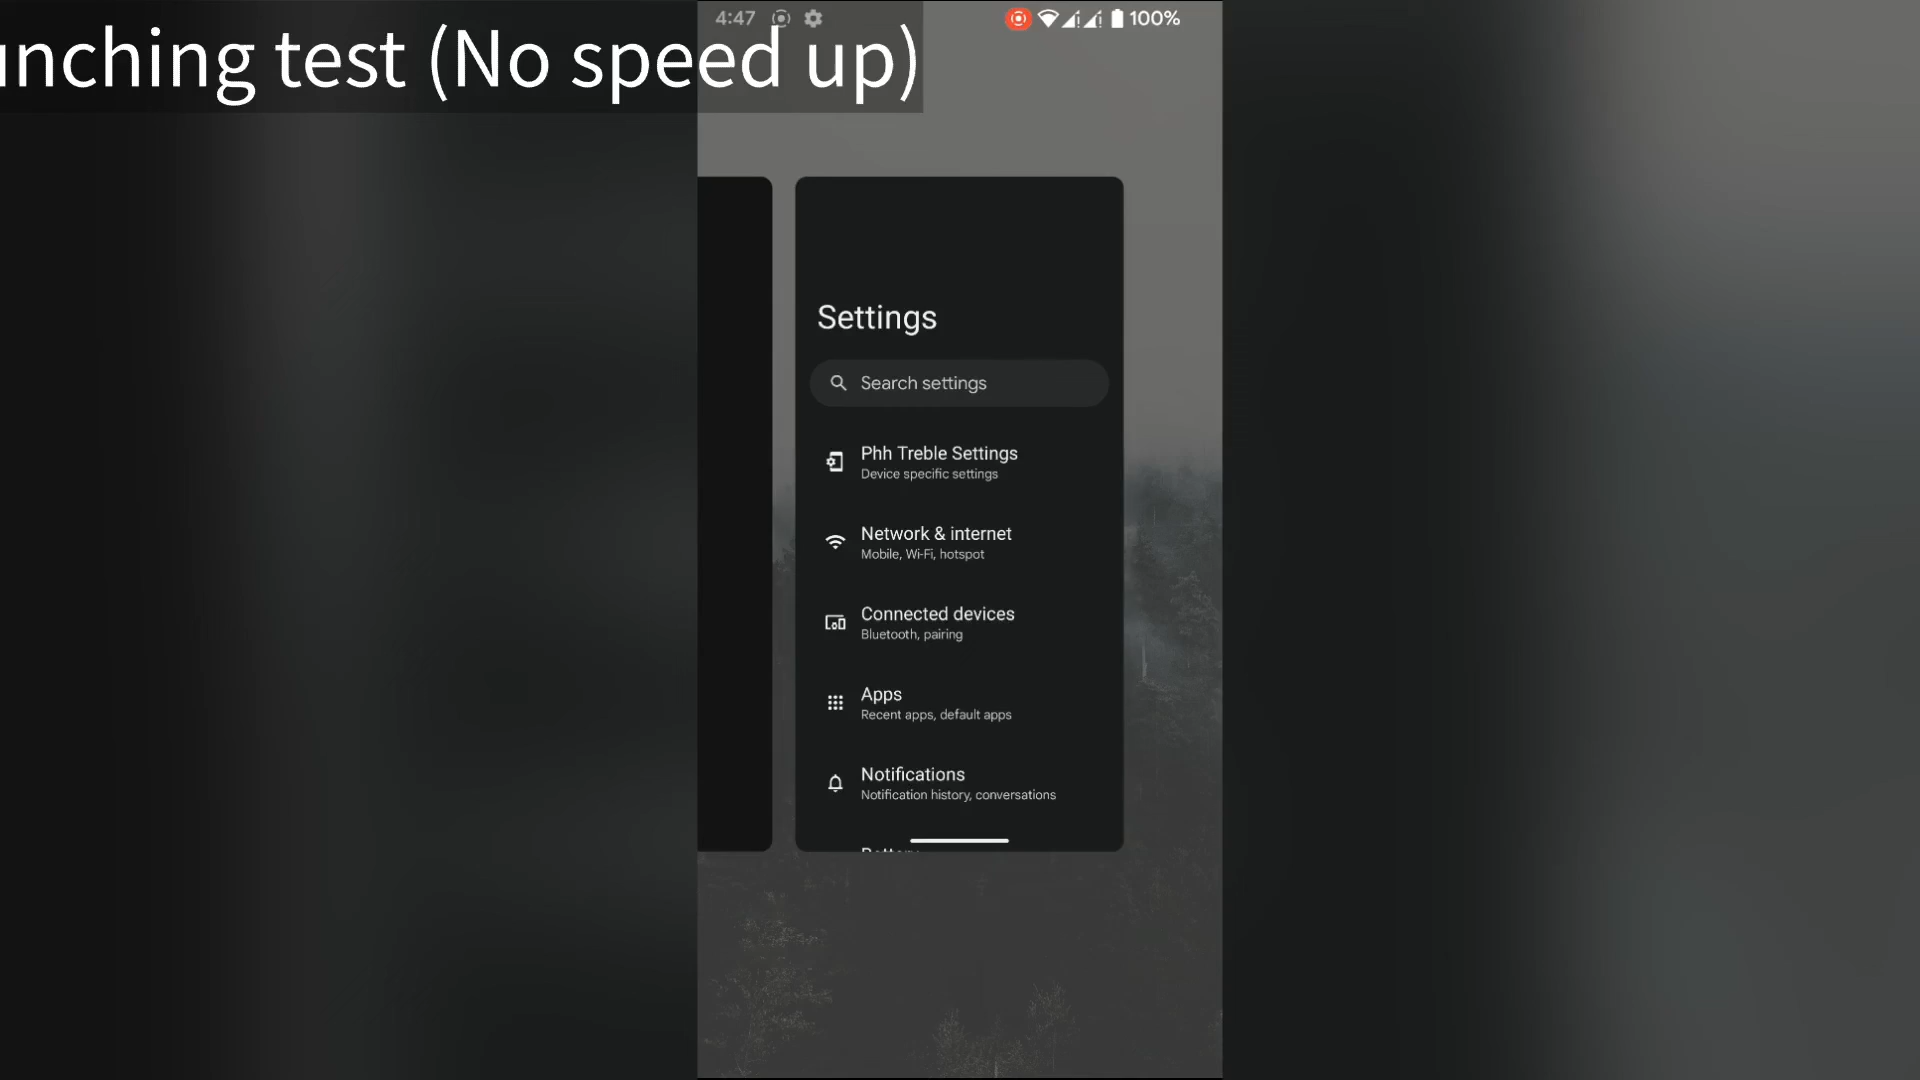 4:47 100%
unching test (No speed up)
Settings
Search settings
Phh Treble Settings
Device specific settings
Network & internet
Mobile, Wi-Fi, hotspot
Connected devices
Bluetooth, pairing
Apps
Recent apps, default apps
Notifications
Notification history, conversations